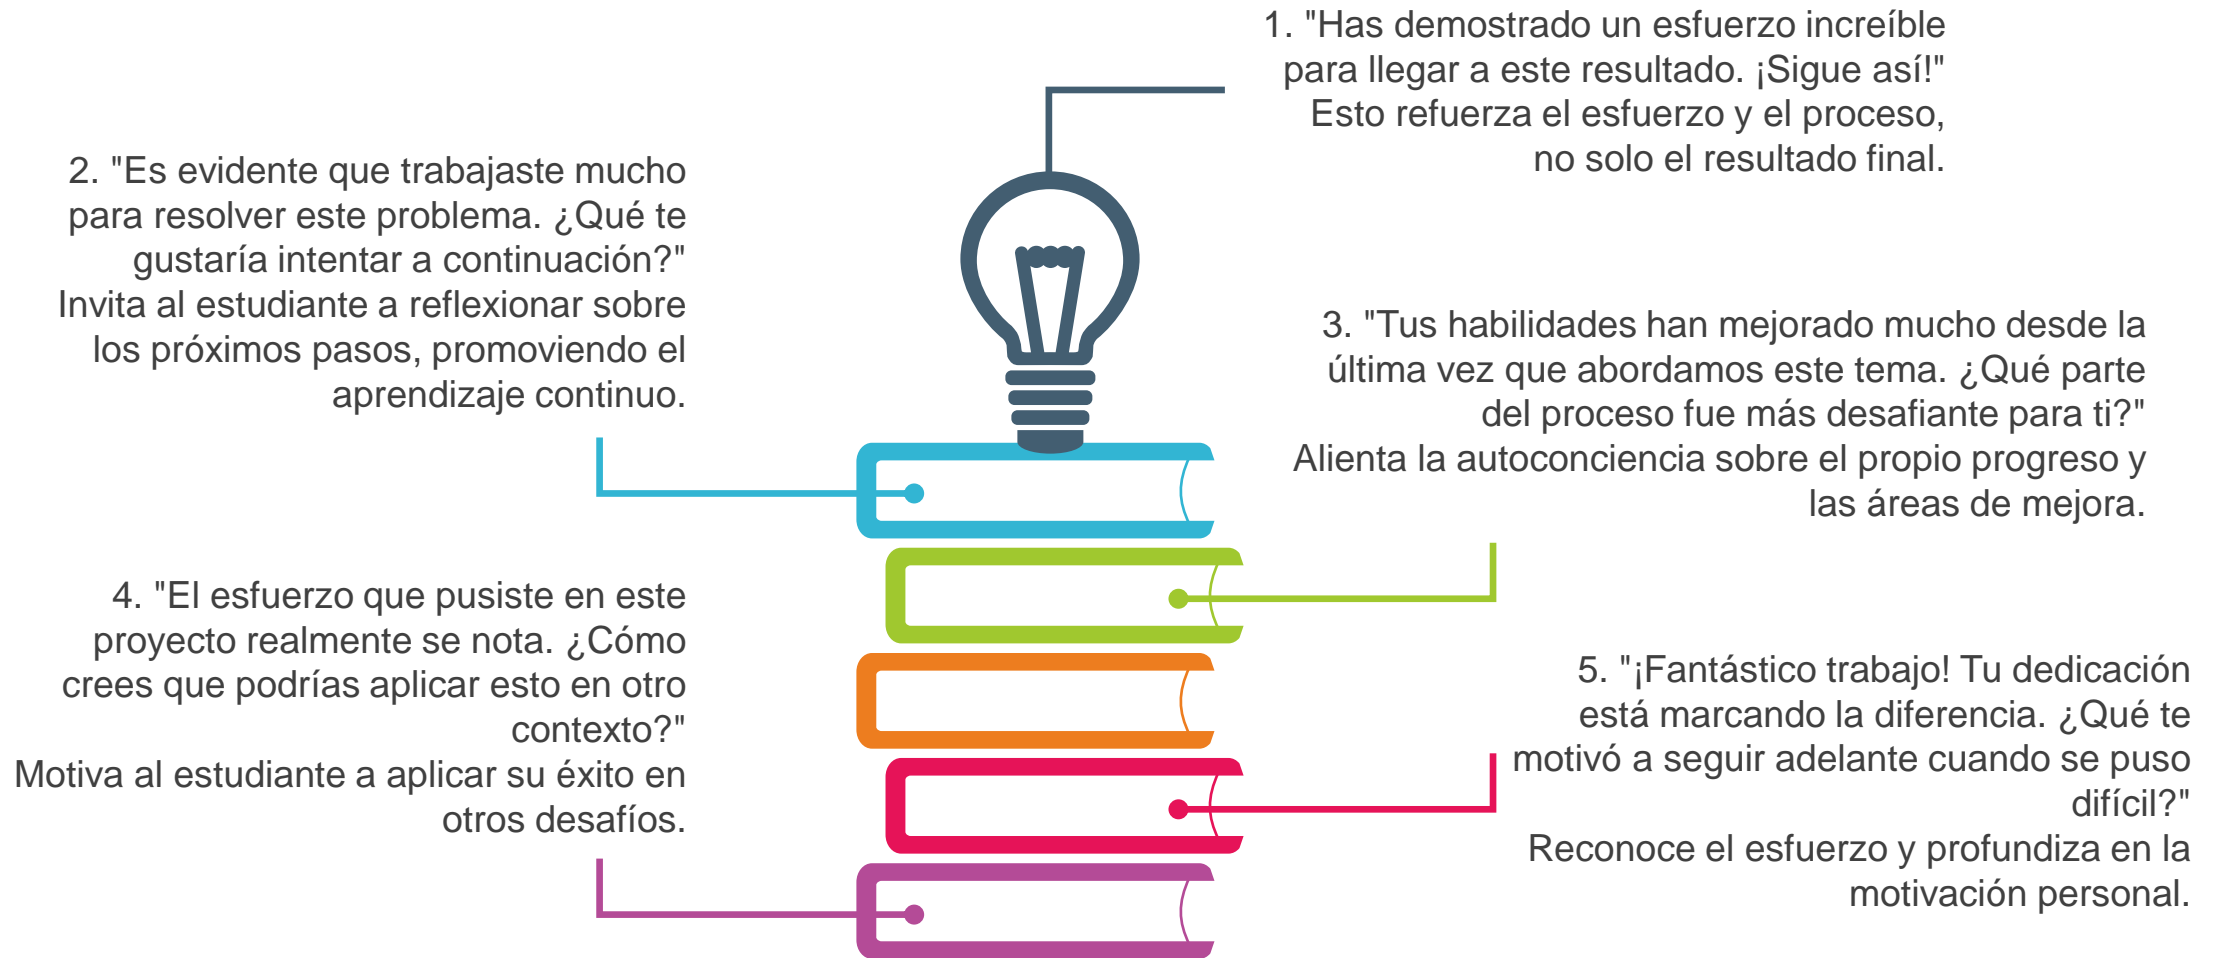 1. "Has demostrado un esfuerzo increíble
para llegar a este resultado. ¡Sigue así!"
Esto refuerza el esfuerzo y el proceso,
no solo el resultado final.
2. "Es evidente que trabajaste mucho
para resolver este problema. ¿Qué te
gustaría intentar a continuación?"
Invita al estudiante a reflexionar sobre
los próximos pasos, promoviendo el
aprendizaje continuo.
3. "Tus habilidades han mejorado mucho desde la
última vez que abordamos este tema. ¿Qué parte
del proceso fue más desafiante para ti?"
Alienta la autoconciencia sobre el propio progreso y
las áreas de mejora.
4. "El esfuerzo que pusiste en este
proyecto realmente se nota. ¿Cómo
crees que podrías aplicar esto en otro
contexto?"
Motiva al estudiante a aplicar su éxito en
otros desafíos.
5. "¡Fantástico trabajo! Tu dedicación
está marcando la diferencia. ¿Qué te
motivó a seguir adelante cuando se puso
difícil?"
Reconoce el esfuerzo y profundiza en la
motivación personal.